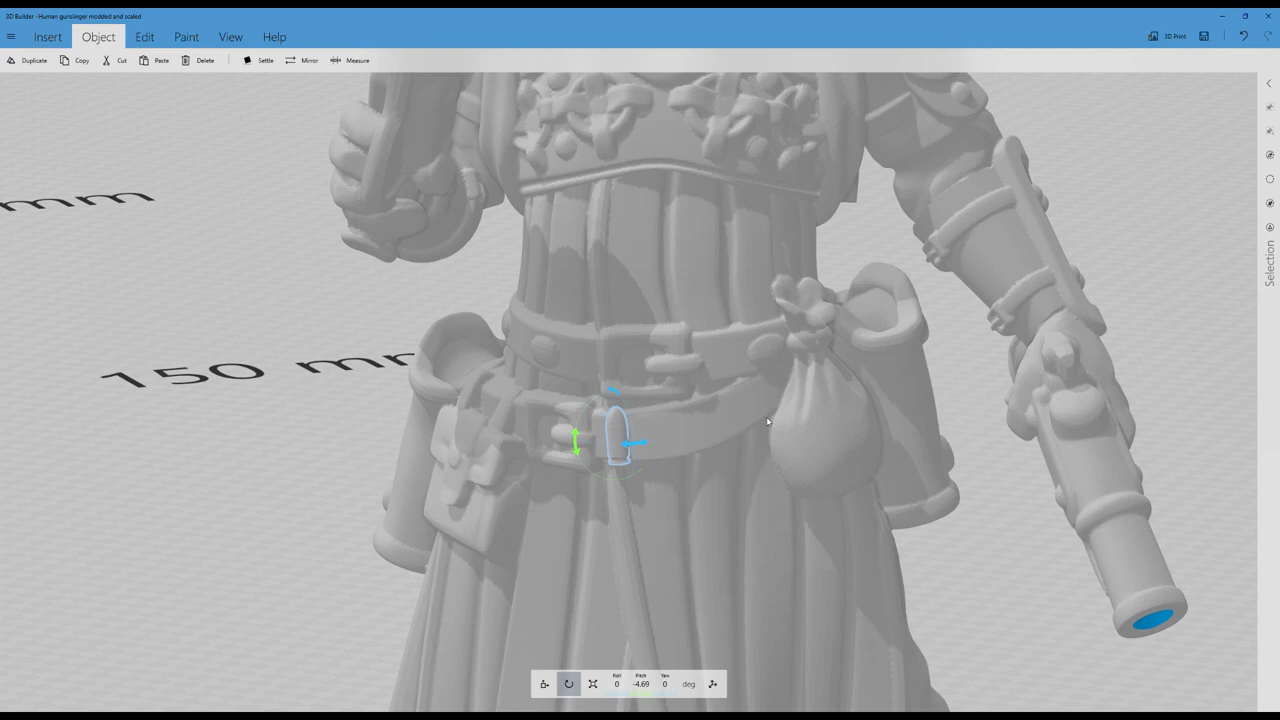 3D Builder -Human gunslinger modded and scaled
Insert Object Edit Paint View Help
3D Print
Duplicate Copy Cut Paste Delete Settle Mirror Measure
mm
150
Selection
Roll Pitch Yaw
0 -4.69 0 deg